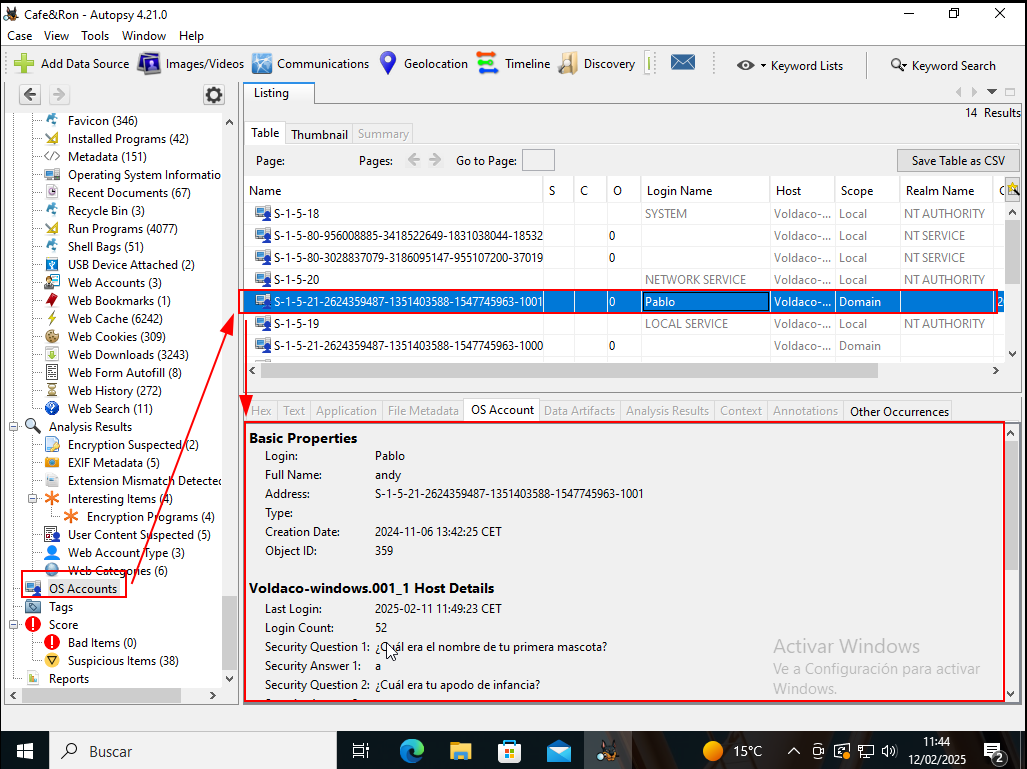 Cafe&Ron - Autopsy 4.21.0
Case View Tools Window Help
Add Data Source Images/Videos Communications Geolocation Timeline Discovery Keyword Lists Keyword Search
Favicon (346)
Installed Programs (42)
Metadata (151)
Operating System Informatio
Recent Documents (67)
Recycle Bin (3)
Run Programs (4077)
Shell Bags (51)
USB Device Attached (2)
Web Accounts (3)
Web Bookmarks (1)
Web Cache (6242)
Web Cookies (309)
Web Downloads (3243)
Web Form Autofill (8)
Web History (272)
Web Search (11)
Analysis Results
Encryption Suspected (2)
EXIF Metadata (5)
Extension Mismatch Detected
Interesting Items (4)
Encryption Programs (4)
User Content Suspected (5)
Web Account Type (3)
Web Categories (6)
OS Accounts
Tags
Score
Bad Items (0)
Suspicious Items (38)
Reports
Listing
14 Results
Table Thumbnail Summary
Page: Pages: Go to Page: Save Table as CSV
Name S C O Login Name Host Scope Realm Name C
S-1-5-18 SYSTEM Voldaco-... Local NT AUTHORITY
S-1-5-80-956008885-3418522649-1831038044-18532 0 Voldaco-... Local NT SERVICE
S-1-5-80-3028837079-3186095147-955107200-37019 0 Voldaco-... Local NT SERVICE
S-1-5-20 NETWORK SERVICE Voldaco-... Local NT AUTHORITY
S-1-5-21-2624359487-1351403588-1547745963-1001 0 Pablo Voldaco-... Domain 2
S-1-5-19 LOCAL SERVICE Voldaco-... Local NT AUTHORITY
S-1-5-21-2624359487-1351403588-1547745963-1000 0 Voldaco-... Domain
Hex Text Application File Metadata OS Account Data Artifacts Analysis Results Context Annotations Other Occurrences
Basic Properties
Login: Pablo
Full Name: andy
Address: S-1-5-21-2624359487-1351403588-1547745963-1001
Type:
Creation Date: 2024-11-06 13:42:25 CET
Object ID: 359
Voldaco-windows.001_1 Host Details
Last Login: 2025-02-11 11:49:23 CET
Login Count: 52
Security Question 1: ¿Cuál era el nombre de tu primera mascota?
Security Answer 1: a
Security Question 2: ¿Cuál era tu apodo de infancia?
Activar Windows
Ve a Configuración para activar
Windows.
Buscar
15°C
11:44
12/02/2025
2